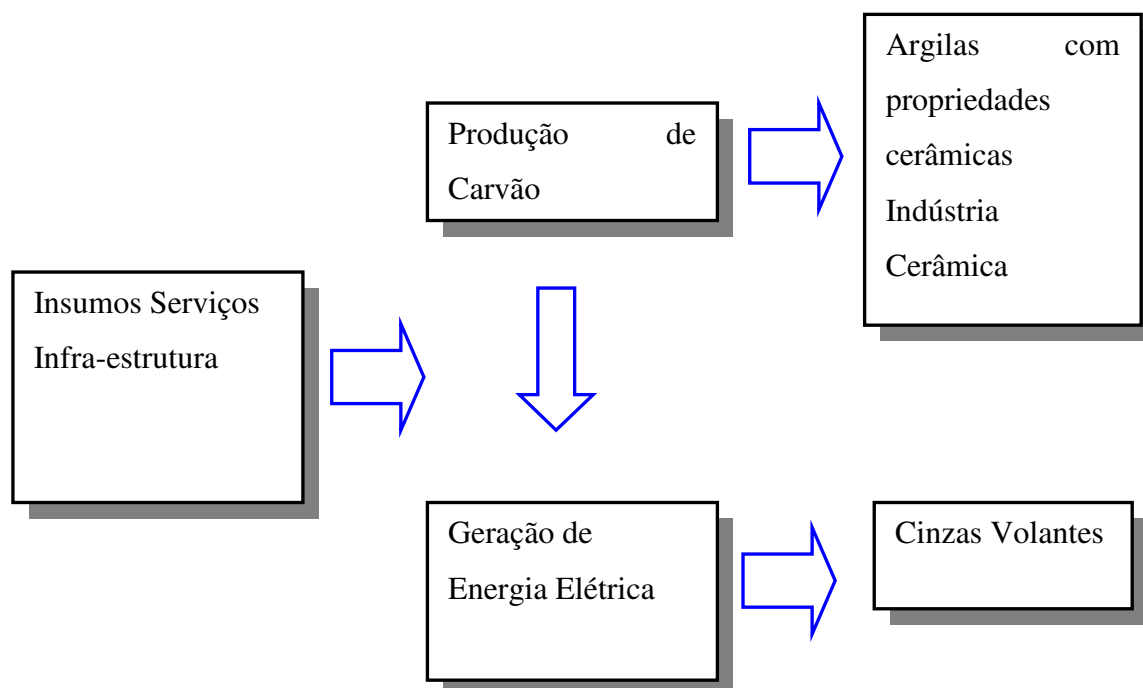 Insumos Serviços
Infra-estrutura
Produção de
Carvão
Argilas com
propriedades
cerâmicas
Indústria
Cerâmica
Geração de
Energia Elétrica
Cinzas Volantes